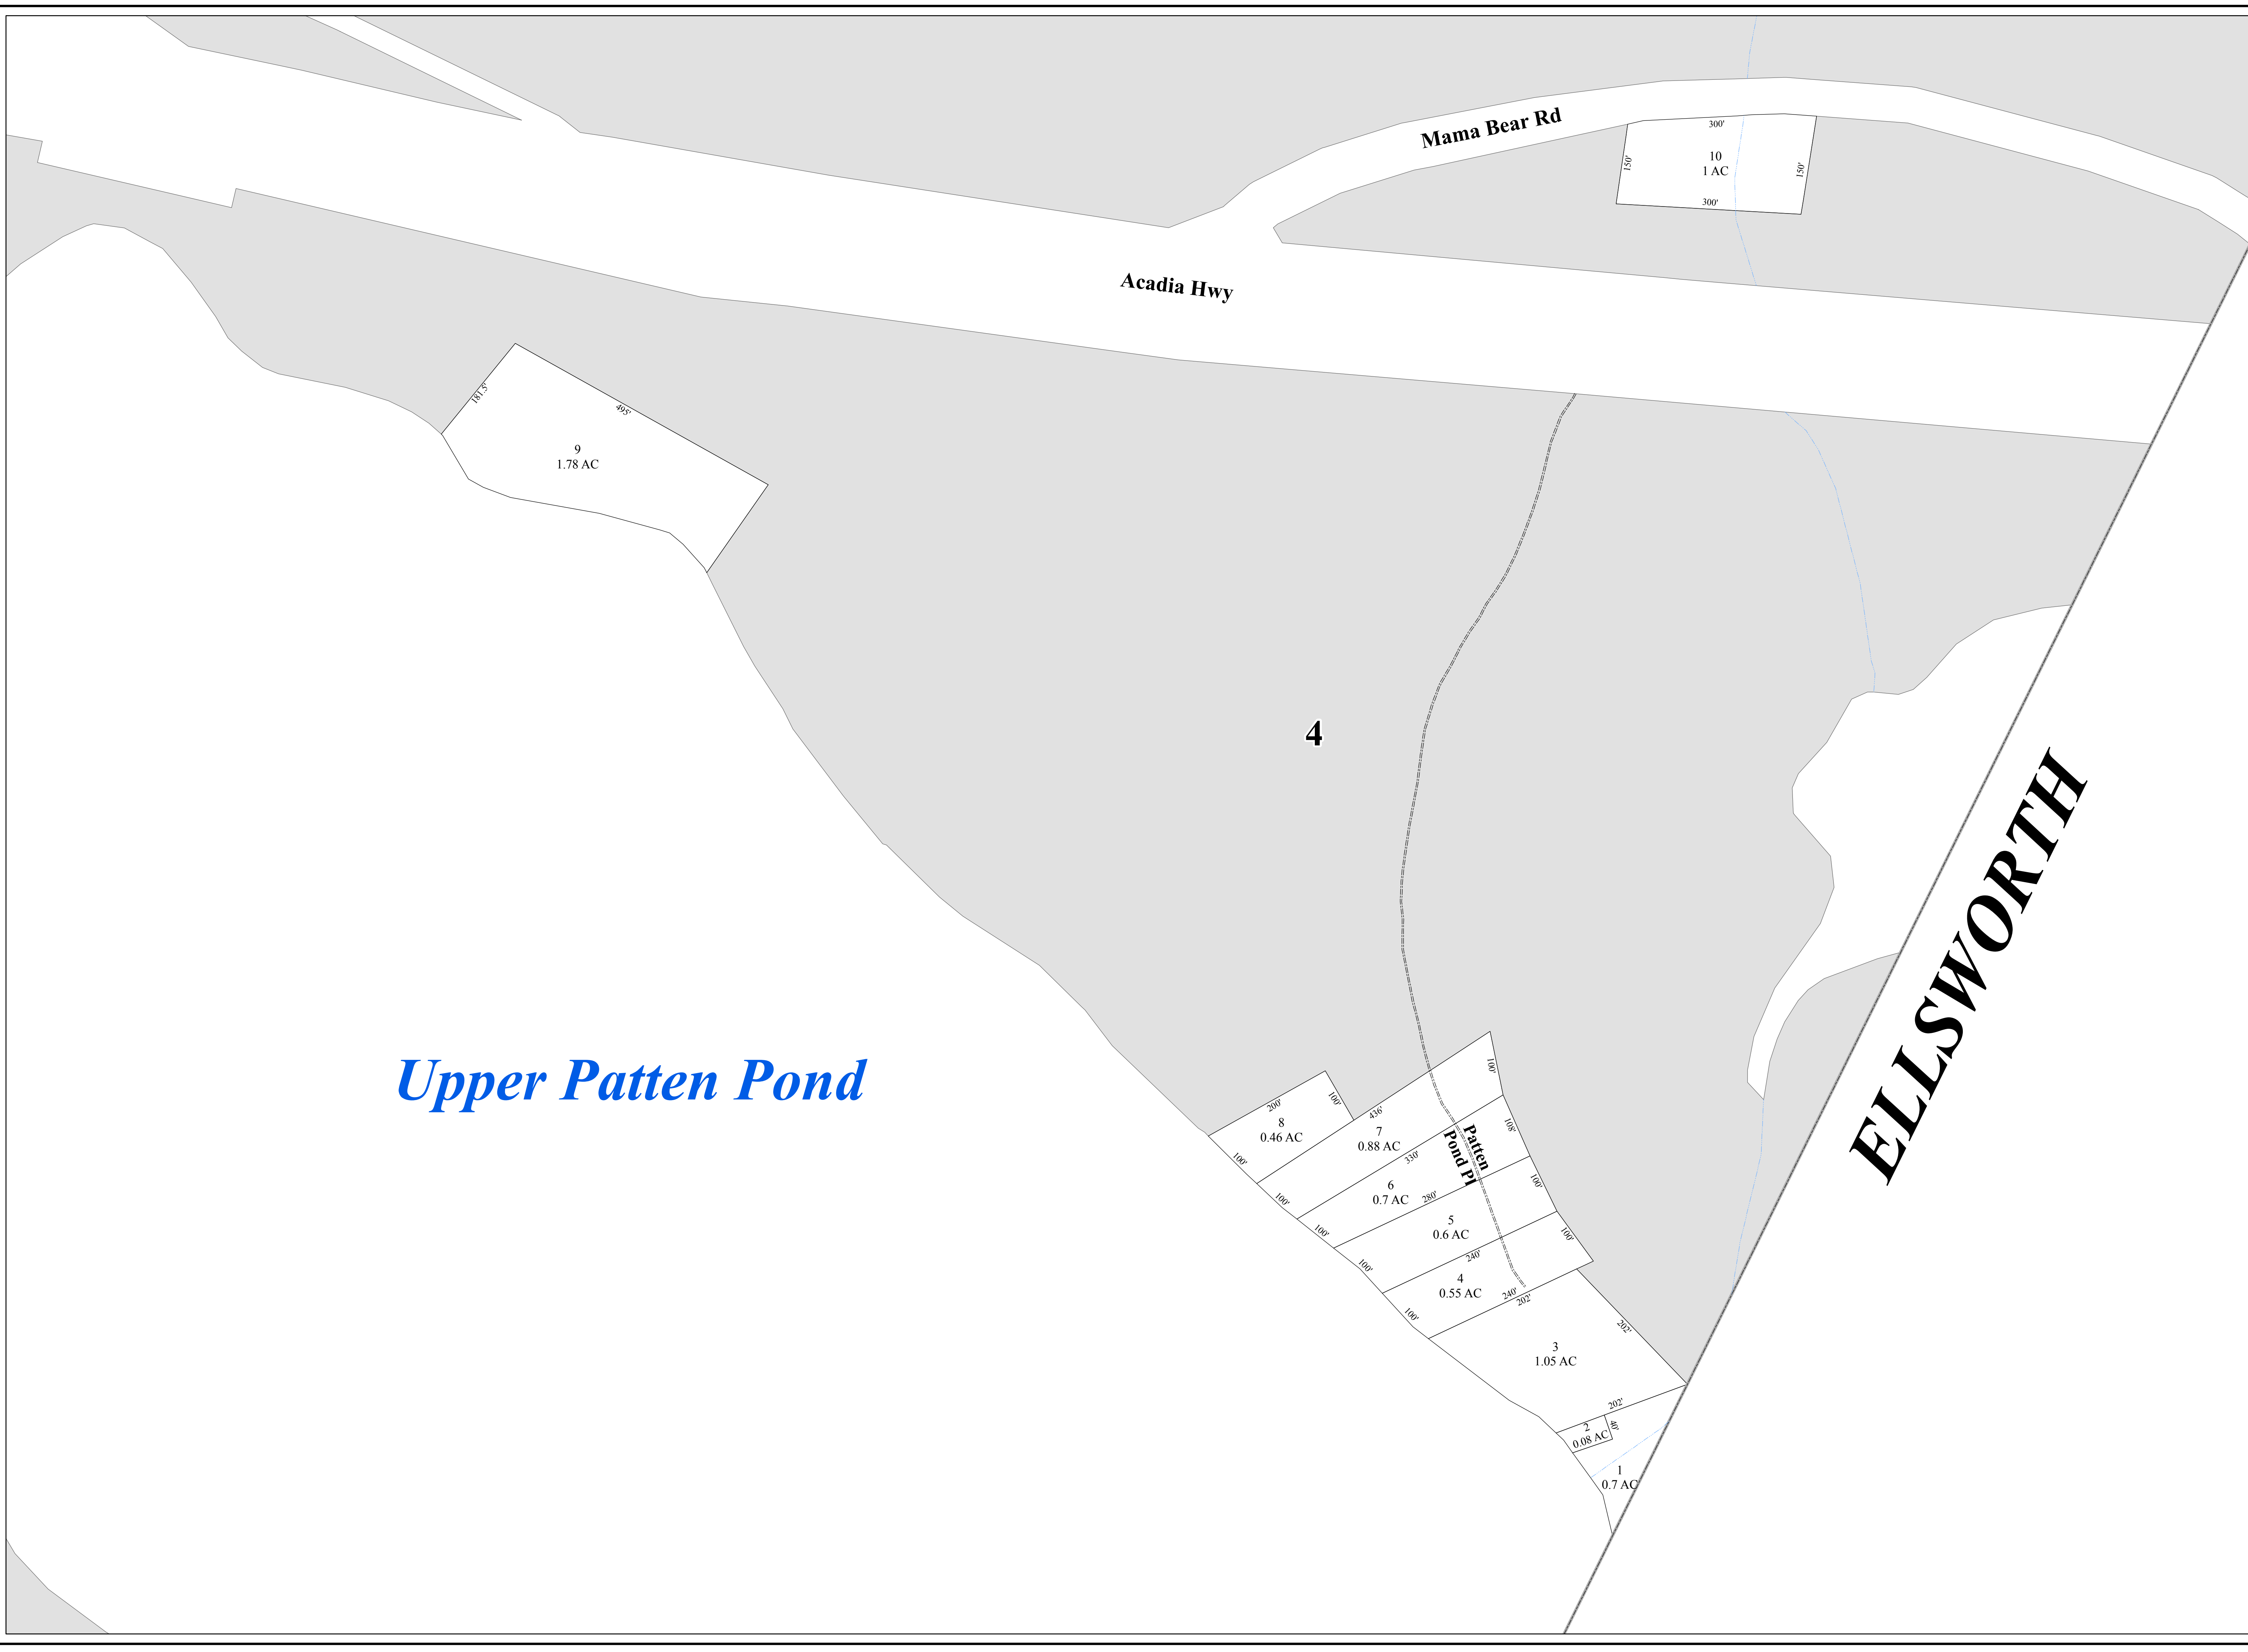 Mama Bear Rd
300'
150'
10
1 AC
150'
300'
Acadia Hwy
181.5'
495'
9
1.78 AC
4
ELLSWORTH
Upper Patten Pond
100'
200'
100'
436'
8
0.46 AC
7
0.88 AC
108'
Patten
Pond Pl
100'
330'
6
0.7 AC
100'
280'
100'
5
0.6 AC
100'
100'
240'
100'
4
0.55 AC
240'
202'
100'
202'
3
1.05 AC
202'
2
0.08 AC
40'
1
0.7 AC